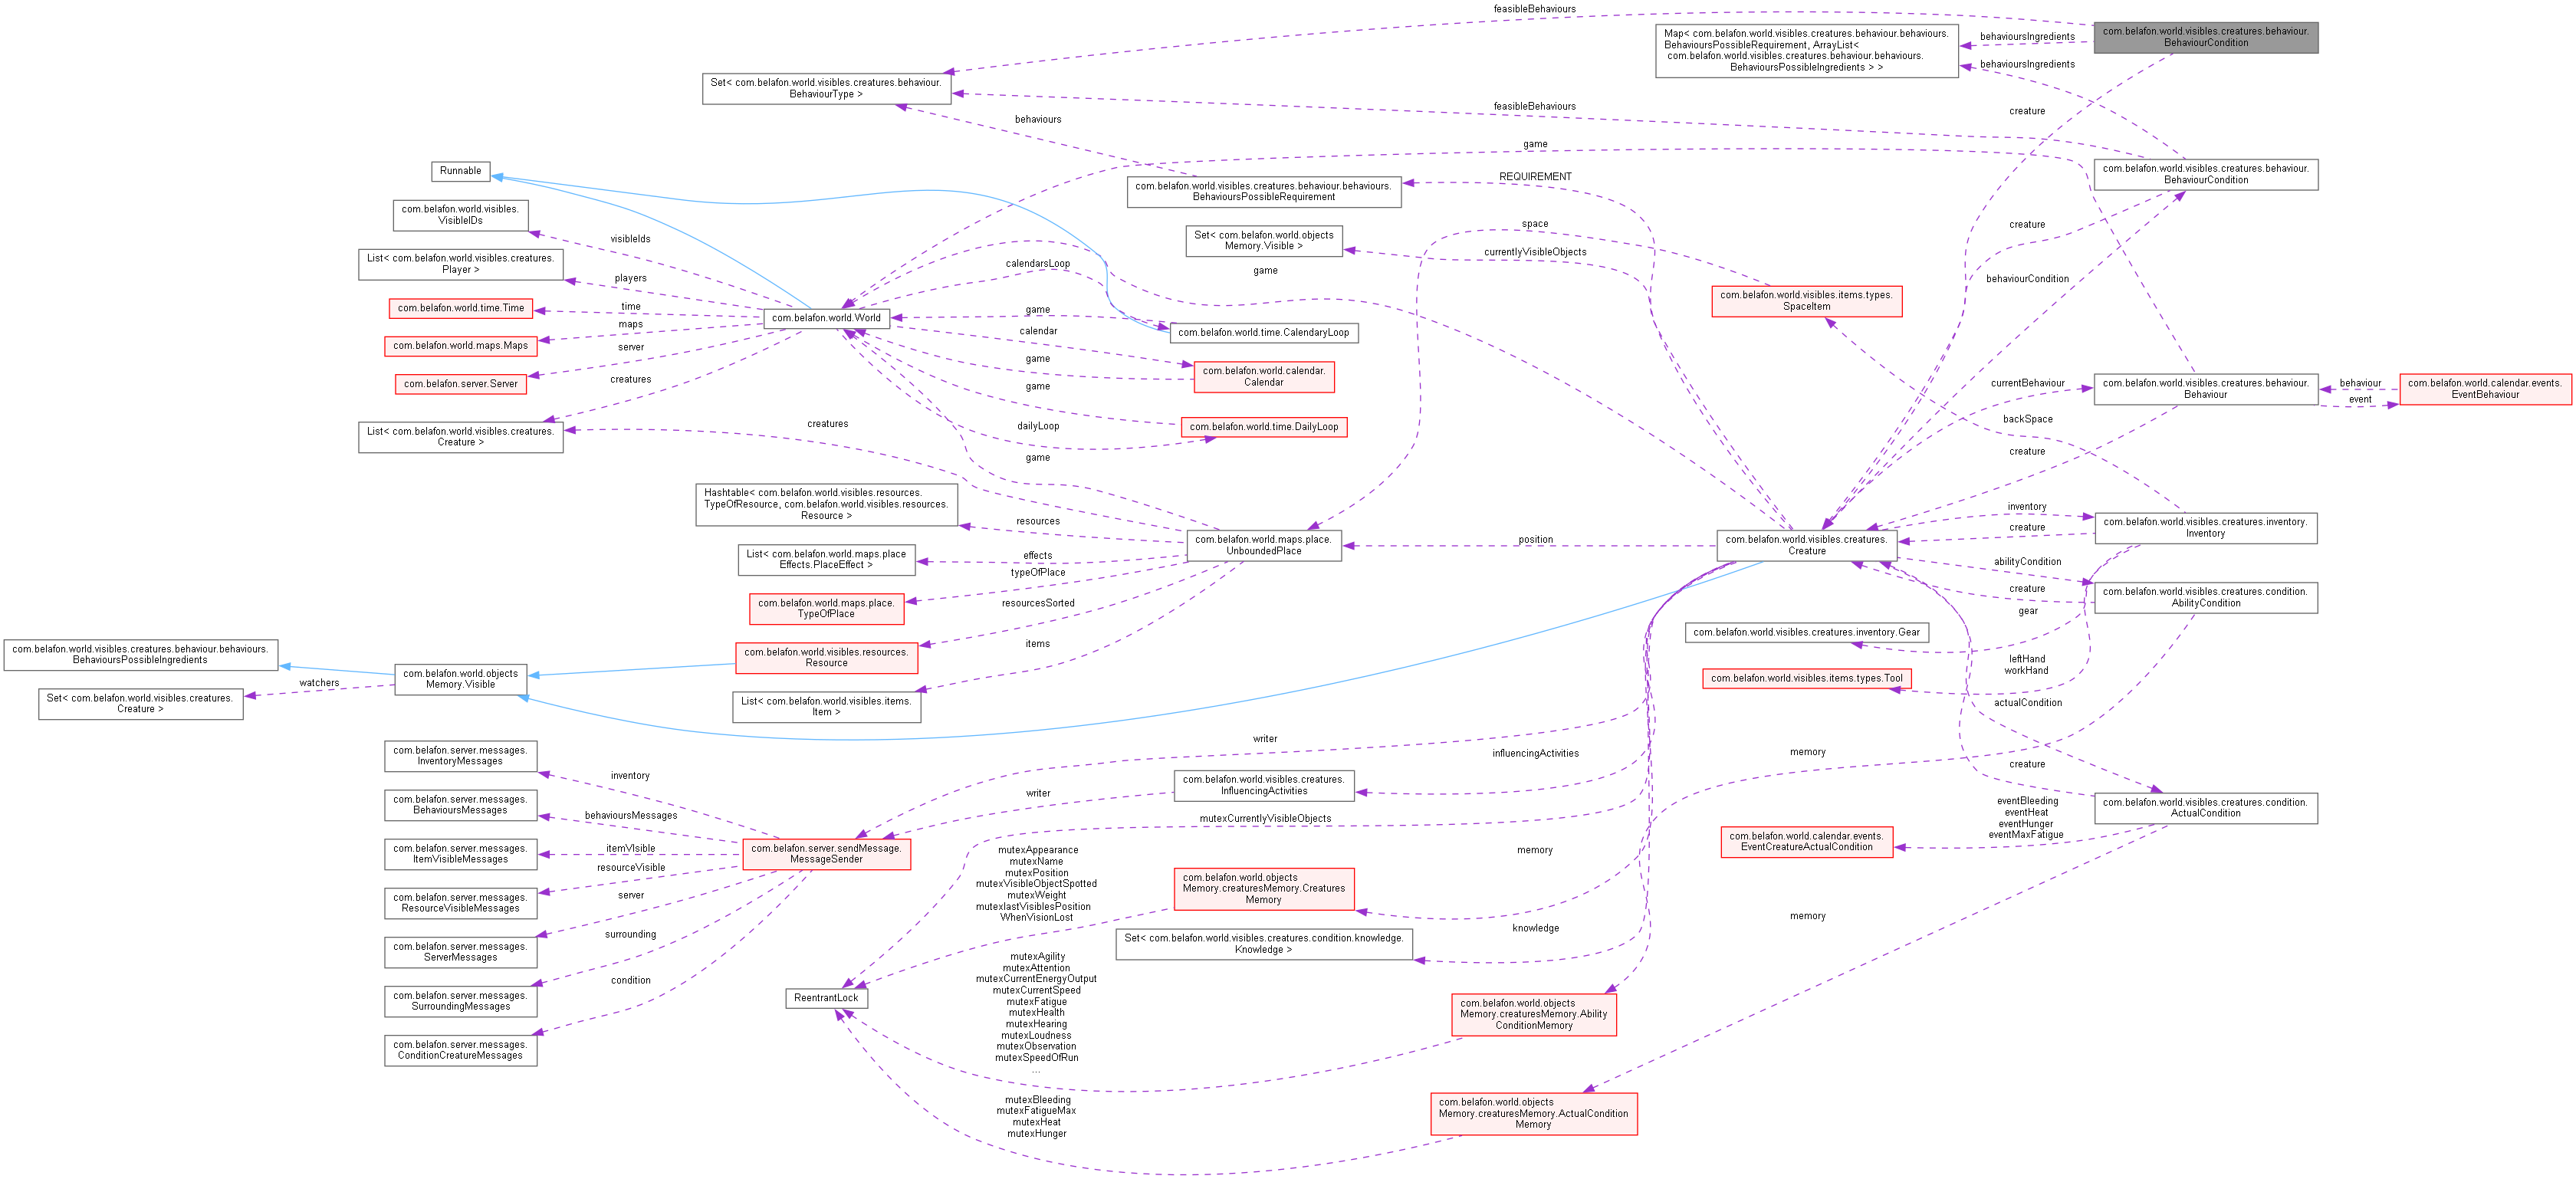 feasibleBehaviours
com.belafon.world.visibles.creatures.behaviour.
BehaviourCondition
Map< com.belafon.world.visibles.creatures.behaviour.behaviours.
BehavioursPossibleRequirement, ArrayList<
com.belafon.world.visibles.creatures.behaviour.behaviours.
BehavioursPossibleIngredients > >
behavioursIngredients
behavioursIngredients
Set< com.belafon.world.visibles.creatures.behaviour.
BehaviourType >
feasibleBehaviours
creature
behaviours
game
Runnable
com.belafon.world.visibles.creatures.behaviour.
BehaviourCondition
com.belafon.world.visibles.creatures.behaviour.behaviours.
BehavioursPossibleRequirement
REQUIREMENT
com.belafon.world.visibles.
VisibleIDs
visibleIds
space
creature
Set< com.belafon.world.objects
Memory.Visible >
currentlyVisibleObjects
List< com.belafon.world.visibles.creatures.
Player >
players
calendarsLoop
game
behaviourCondition
com.belafon.world.time.Time
time
com.belafon.world.visibles.items.types.
SpaceItem
com.belafon.world.World
game
com.belafon.world.time.CalendaryLoop
maps
com.belafon.world.maps.Maps
calendar
server
com.belafon.server.Server
game
com.belafon.world.calendar.
Calendar
creatures
game
currentBehaviour
com.belafon.world.visibles.creatures.behaviour.
Behaviour
behaviour
event
com.belafon.world.calendar.events.
EventBehaviour
List< com.belafon.world.visibles.creatures.
Creature >
creatures
dailyLoop
com.belafon.world.time.DailyLoop
backSpace
game
creature
Hashtable< com.belafon.world.visibles.resources.
TypeOfResource, com.belafon.world.visibles.resources.
Resource >
resources
inventory
com.belafon.world.visibles.creatures.inventory.
Inventory
creature
com.belafon.world.maps.place.
UnboundedPlace
position
com.belafon.world.visibles.creatures.
Creature
List< com.belafon.world.maps.place
Effects.PlaceEffect >
effects
typeOfPlace
abilityCondition
creature
com.belafon.world.visibles.creatures.condition.
AbilityCondition
com.belafon.world.maps.place.
TypeOfPlace
resourcesSorted
gear
com.belafon.world.visibles.creatures.inventory.Gear
com.belafon.world.visibles.creatures.behaviour.behaviours.
BehavioursPossibleIngredients
com.belafon.world.visibles.resources.
Resource
items
leftHand
workHand
com.belafon.world.objects
Memory.Visible
watchers
Set< com.belafon.world.visibles.creatures.
Creature >
com.belafon.world.visibles.items.types.Tool
List< com.belafon.world.visibles.items.
Item >
actualCondition
writer
influencingActivities
memory
com.belafon.server.messages.
InventoryMessages
inventory
com.belafon.world.visibles.creatures.
InfluencingActivities
creature
writer
com.belafon.server.messages.
BehavioursMessages
behavioursMessages
mutexCurrentlyVisibleObjects
eventBleeding
eventHeat
eventHunger
eventMaxFatigue
com.belafon.world.visibles.creatures.condition.
ActualCondition
com.belafon.world.calendar.events.
EventCreatureActualCondition
com.belafon.server.messages.
ItemVisibleMessages
itemVIsible
com.belafon.server.sendMessage.
MessageSender
resourceVisible
com.belafon.server.messages.
ResourceVisibleMessages
server
mutexAppearance
mutexName
mutexPosition
mutexVisibleObjectSpotted
mutexWeight
mutexlastVisiblesPosition
WhenVisionLost
memory
com.belafon.world.objects
Memory.creaturesMemory.Creatures
Memory
memory
com.belafon.server.messages.
ServerMessages
surrounding
Set< com.belafon.world.visibles.creatures.condition.knowledge.
Knowledge >
knowledge
condition
com.belafon.server.messages.
SurroundingMessages
ReentrantLock
mutexAgility
mutexAttention
mutexCurrentEnergyOutput
mutexCurrentSpeed
mutexFatigue
mutexHealth
mutexHearing
mutexLoudness
mutexObservation
mutexSpeedOfRun
...
com.belafon.world.objects
Memory.creaturesMemory.Ability
ConditionMemory
com.belafon.server.messages.
ConditionCreatureMessages
mutexBleeding
mutexFatigueMax
mutexHeat
mutexHunger
com.belafon.world.objects
Memory.creaturesMemory.ActualCondition
Memory